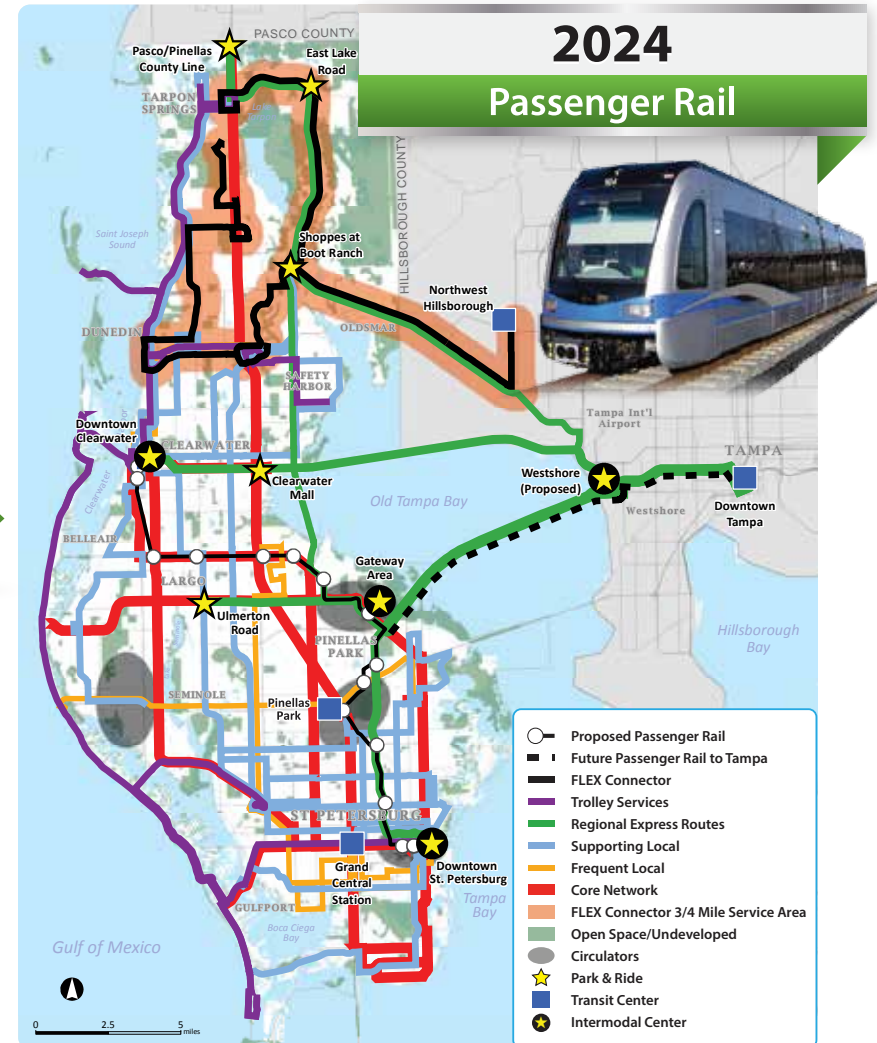 2024
Passenger Rail
PASCO COUNTY
Pasco/Pinellas
County Line
East Lake
Road
TARPON
SPRINGS
HILLSBOROUGH COUNTY
Saint Joseph
Sound
Shoppes at
Boot Ranch
Northwest
Hillsborough
DUNEDIN
OLDSMAR
SAFETY
HARBOR
Tampa Int'l
Airport
Downtown
Clearwater
CLEARWATER
TAMPA
Clearwater
Mall
Westshore
(Proposed)
Clearwater
Old Tampa Bay
Westshore
Downtown
Tampa
BELLEAIR
Gateway
Area
LARGO
Ulmerton
Road
PINELLAS
PARK
Hillsborough
Bay
SEMINOLE
Pinellas
Park
ST PETERSBURG
Grand
Central
Station
Downtown
St. Petersburg
GULFPORT
Tampa
Bay
Boca Ciega
Bay
Gulf of Mexico
0 2.5 5
miles
Proposed Passenger Rail
Future Passenger Rail to Tampa
FLEX Connector
Trolley Services
Regional Express Routes
Supporting Local
Frequent Local
Core Network
FLEX Connector 3/4 Mile Service Area
Open Space/Undeveloped
Circulators
Park & Ride
Transit Center
Intermodal Center